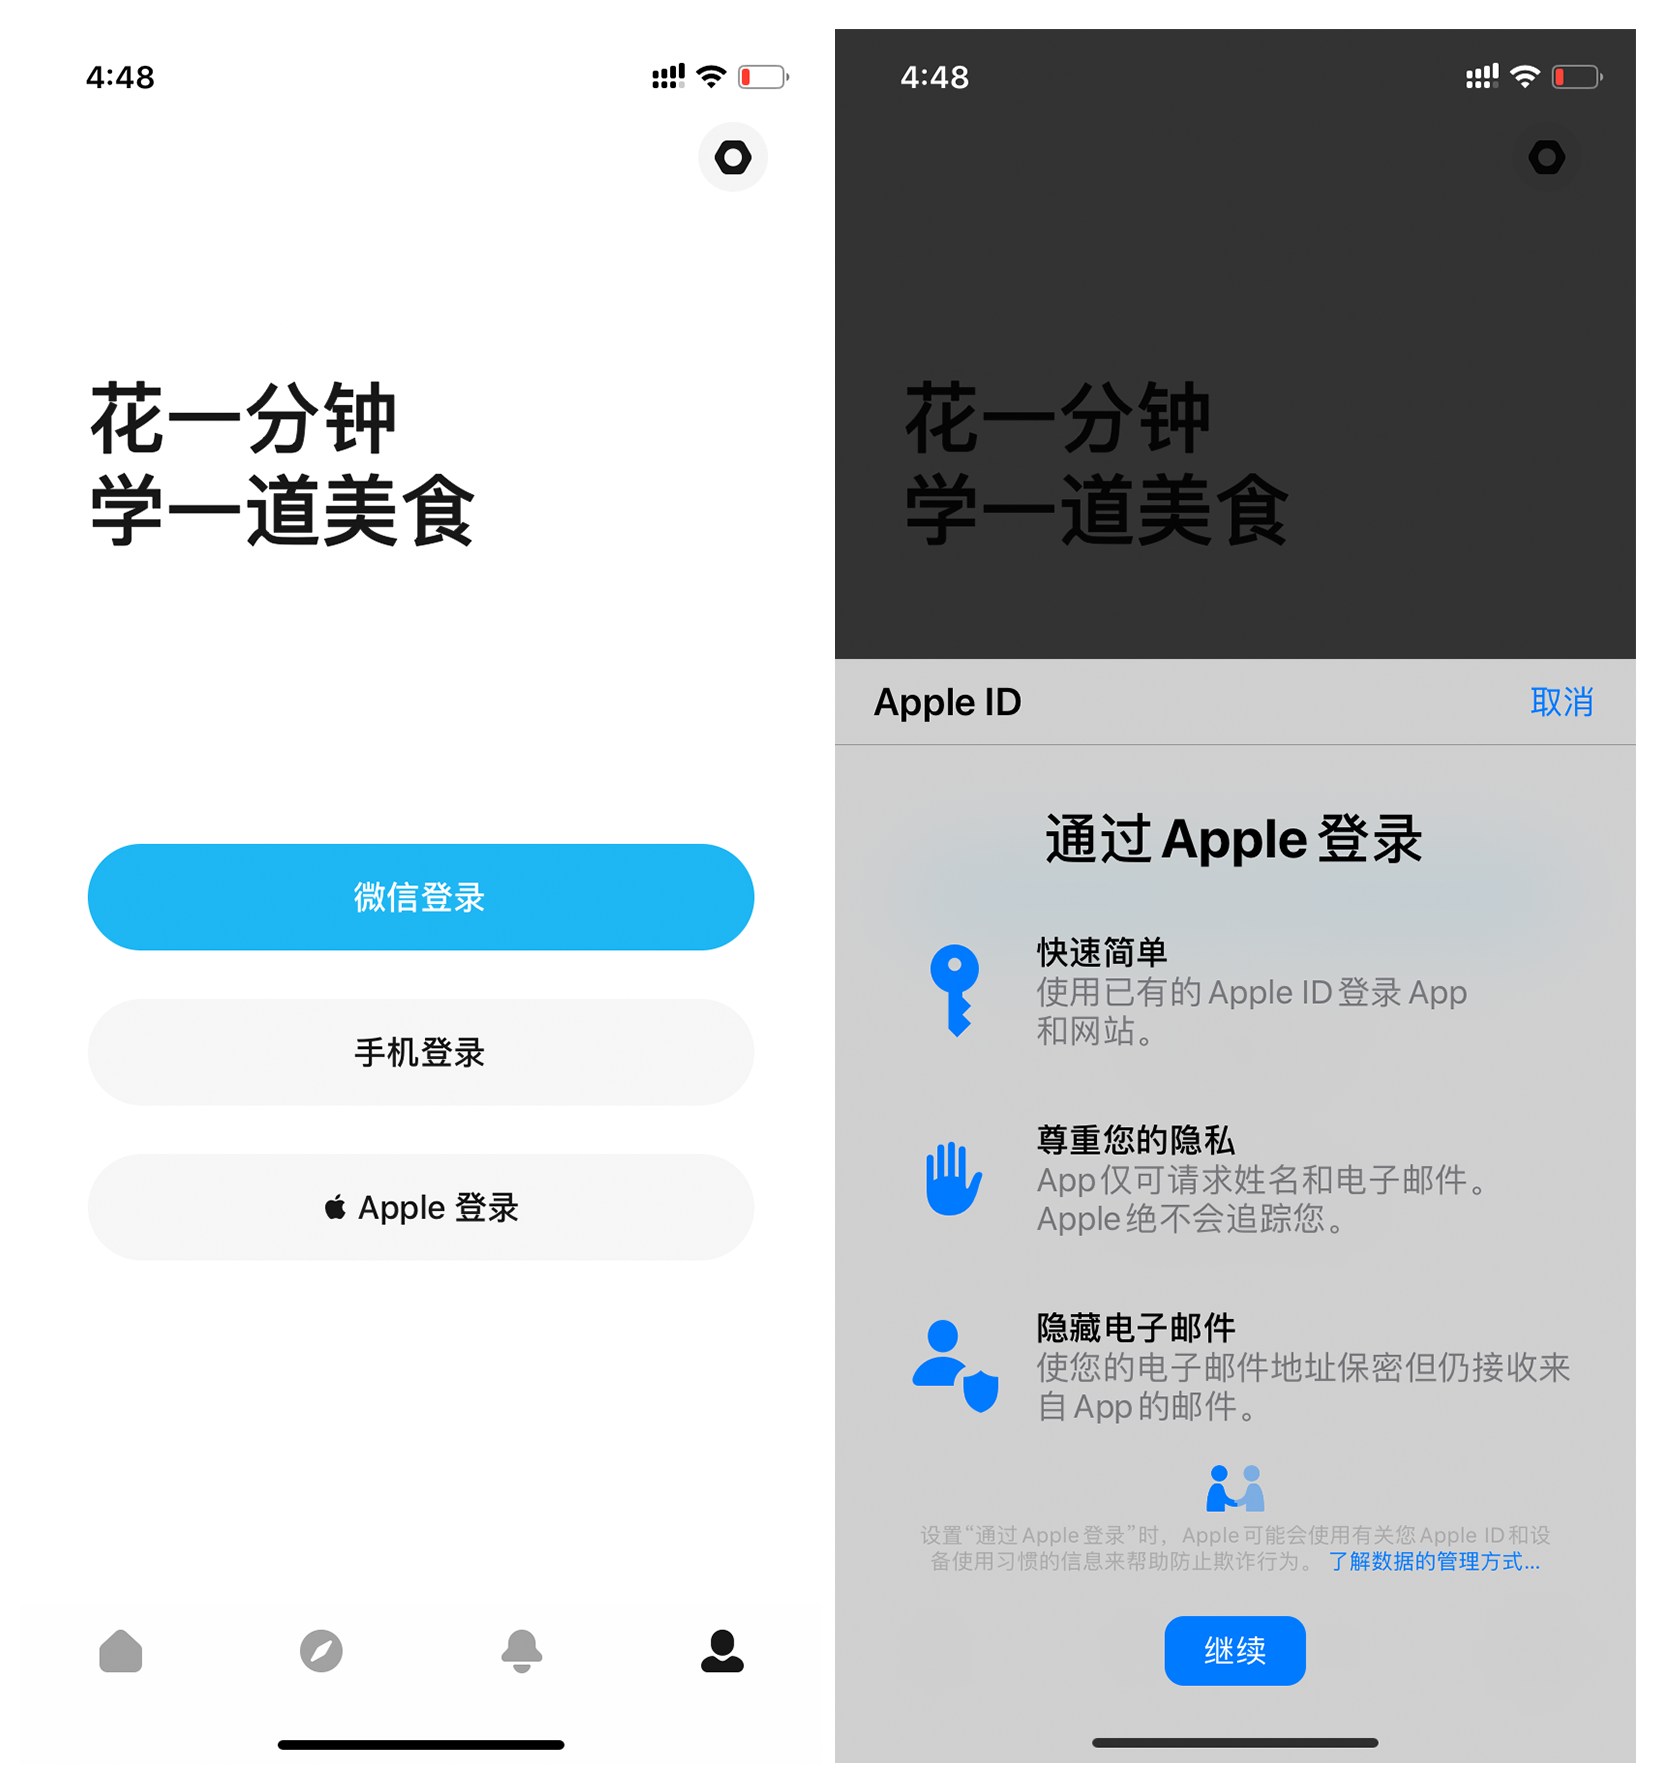 4:48
花一分钟
学一道美食
微信登录
手机登录
Apple 登录
4:48
花一分钟
学一道美食
Apple ID
取消
通过 Apple 登录
快速简单
使用已有的 Apple ID 登录 App
和网站。
尊重您的隐私
App 仅可请求姓名和电子邮件。
Apple 绝不会追踪您。
隐藏电子邮件
使您的电子邮件地址保密但仍接收来
自 App 的邮件。
设置“通过 Apple 登录”时，Apple 可能会使用有关您 Apple ID 和设
备使用习惯的信息来帮助防止欺诈行为。 了解数据的管理方式...
继续